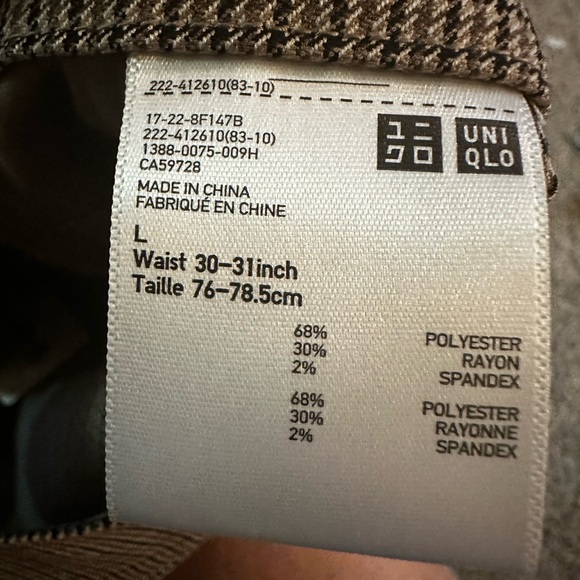 222-412610(83-10)
17-22-8F147B
222-412610(83-10)
1388-0075-009H
CA59728
ユニ
クロ
UNI
QLO
MADE IN CHINA
FABRIQUÉ EN CHINE
L
Waist 30–31inch
Taille 76–78.5cm
68% POLYESTER
30% RAYON
2% SPANDEX
68% POLYESTER
30% RAYONNE
2% SPANDEX